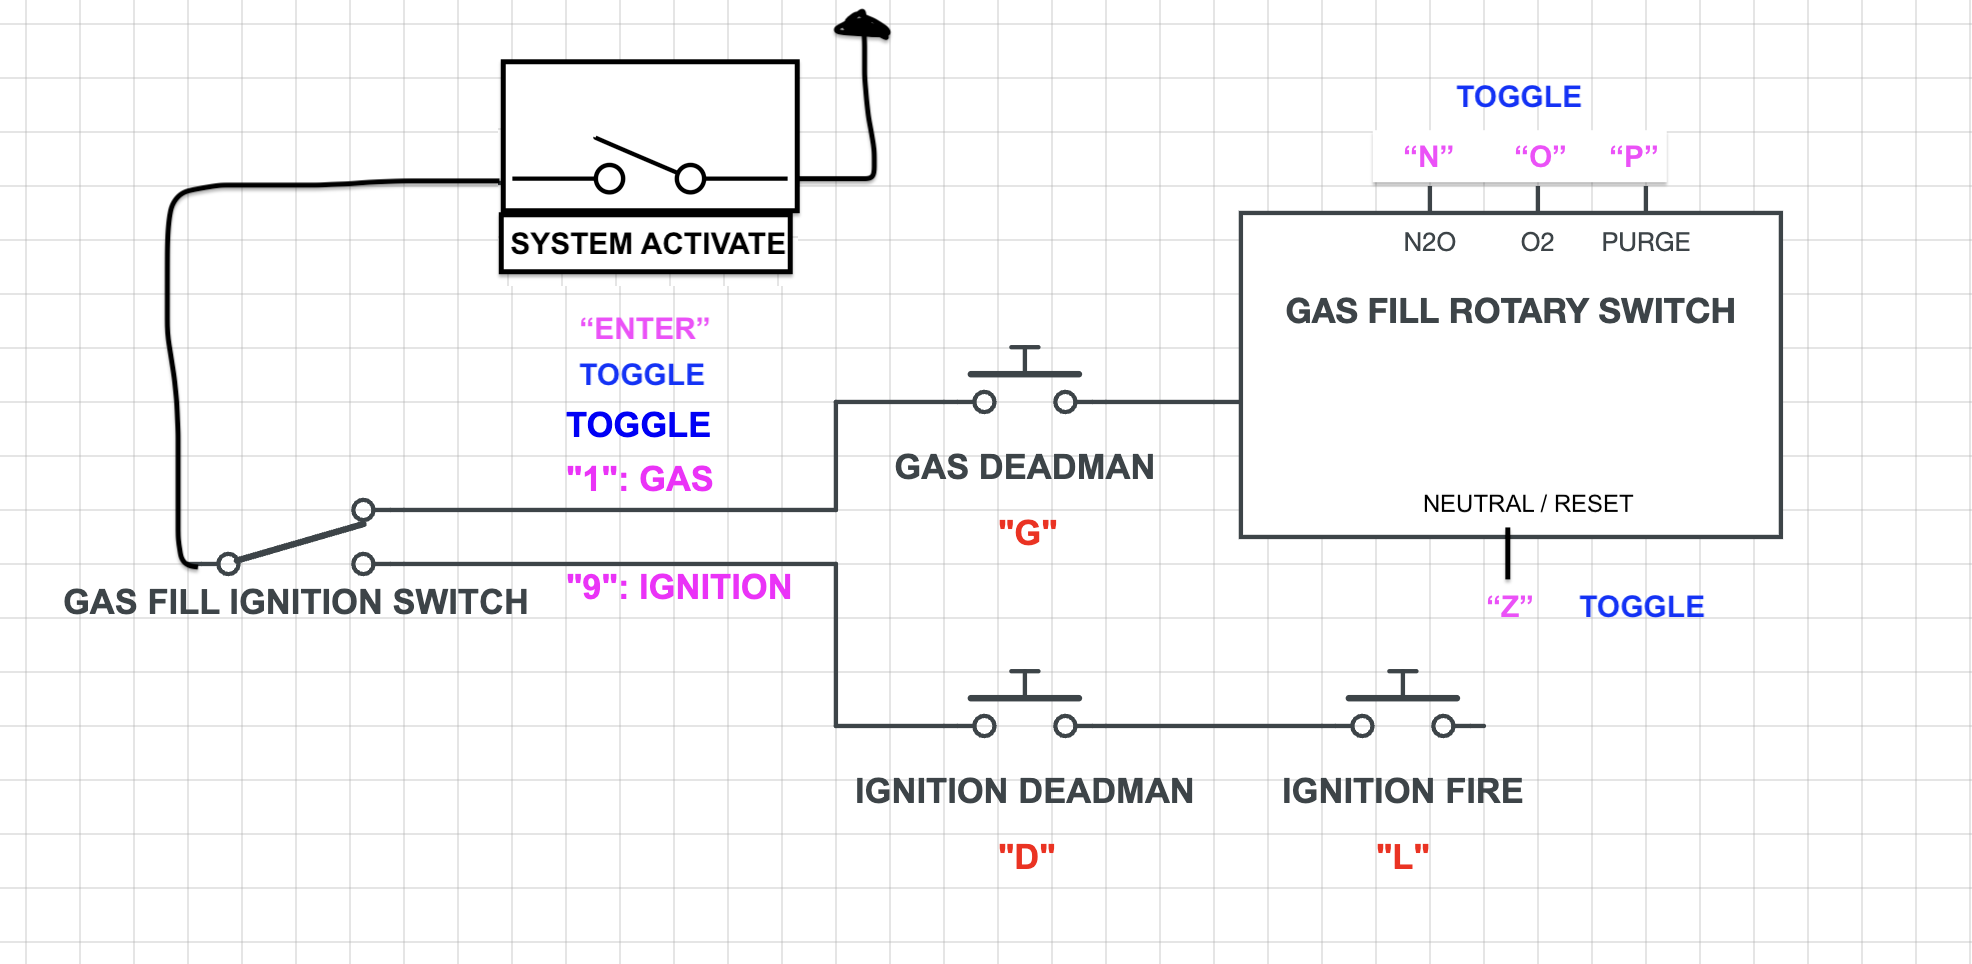 TOGGLE
“N” “O” “P”
N2O O2 PURGE
GAS FILL ROTARY SWITCH
NEUTRAL / RESET
“Z” TOGGLE
SYSTEM ACTIVATE
“ENTER”
TOGGLE
TOGGLE
"1": GAS
GAS DEADMAN
"G"
"9": IGNITION
GAS FILL IGNITION SWITCH
IGNITION DEADMAN
"D"
IGNITION FIRE
"L"